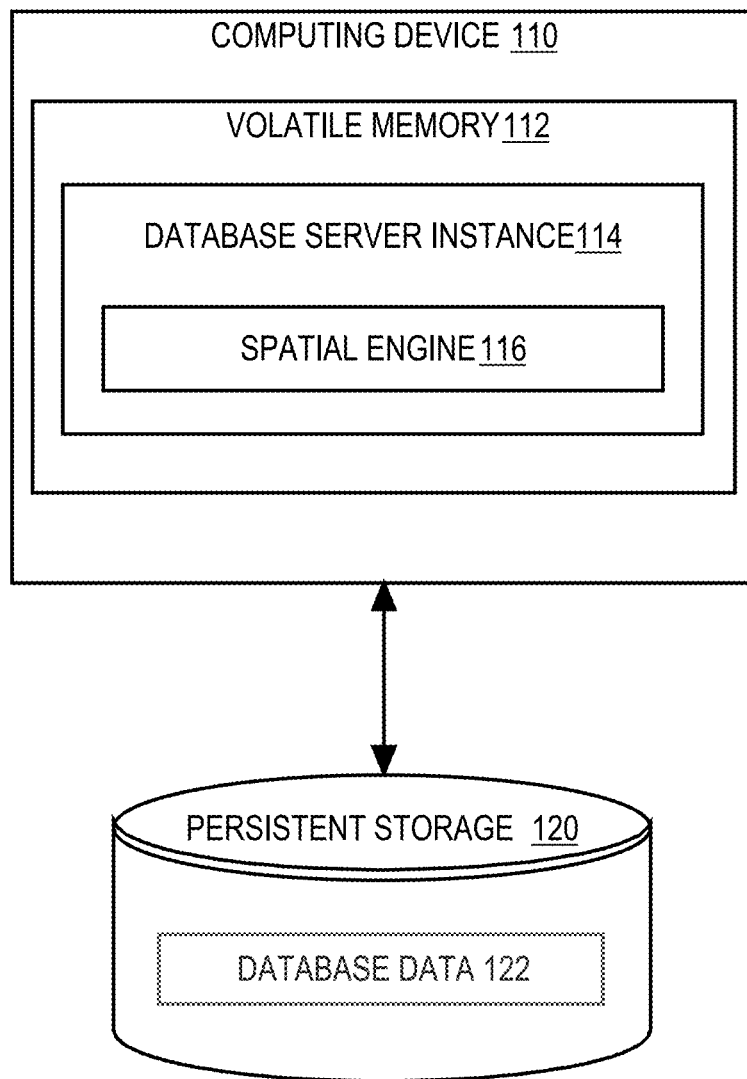 COMPUTING DEVICE 110
VOLATILE MEMORY 112
DATABASE SERVER INSTANCE 114
SPATIAL ENGINE 116
PERSISTENT STORAGE 120
DATABASE DATA 122